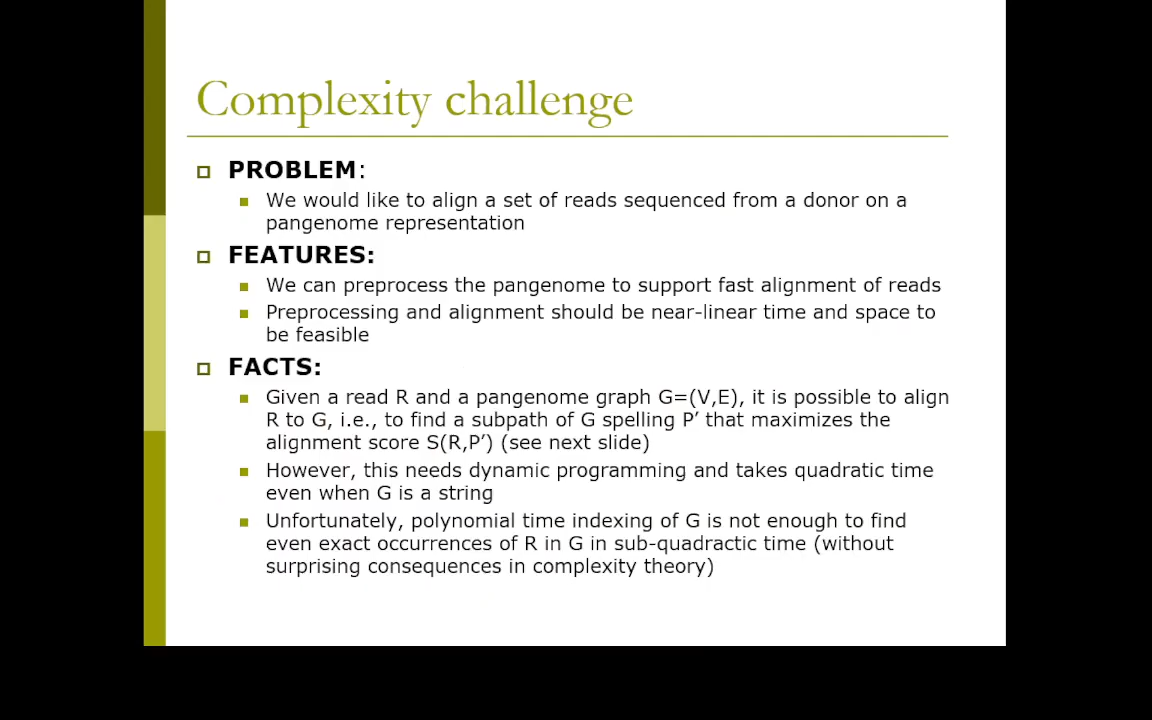 Complexity challenge
PROBLEM:
We would like to align a set of reads sequenced from a donor on a
pangenome representation
FEATURES:
We can preprocess the pangenome to support fast alignment of reads
Preprocessing and alignment should be near-linear time and space to
be feasible
FACTS:
Given a read R and a pangenome graph G=(V,E), it is possible to align
R to G, i.e., to find a subpath of G spelling P’ that maximizes the
alignment score S(R,P’) (see next slide)
However, this needs dynamic programming and takes quadratic time
even when G is a string
Unfortunately, polynomial time indexing of G is not enough to find
even exact occurrences of R in G in sub-quadractic time (without
surprising consequences in complexity theory)